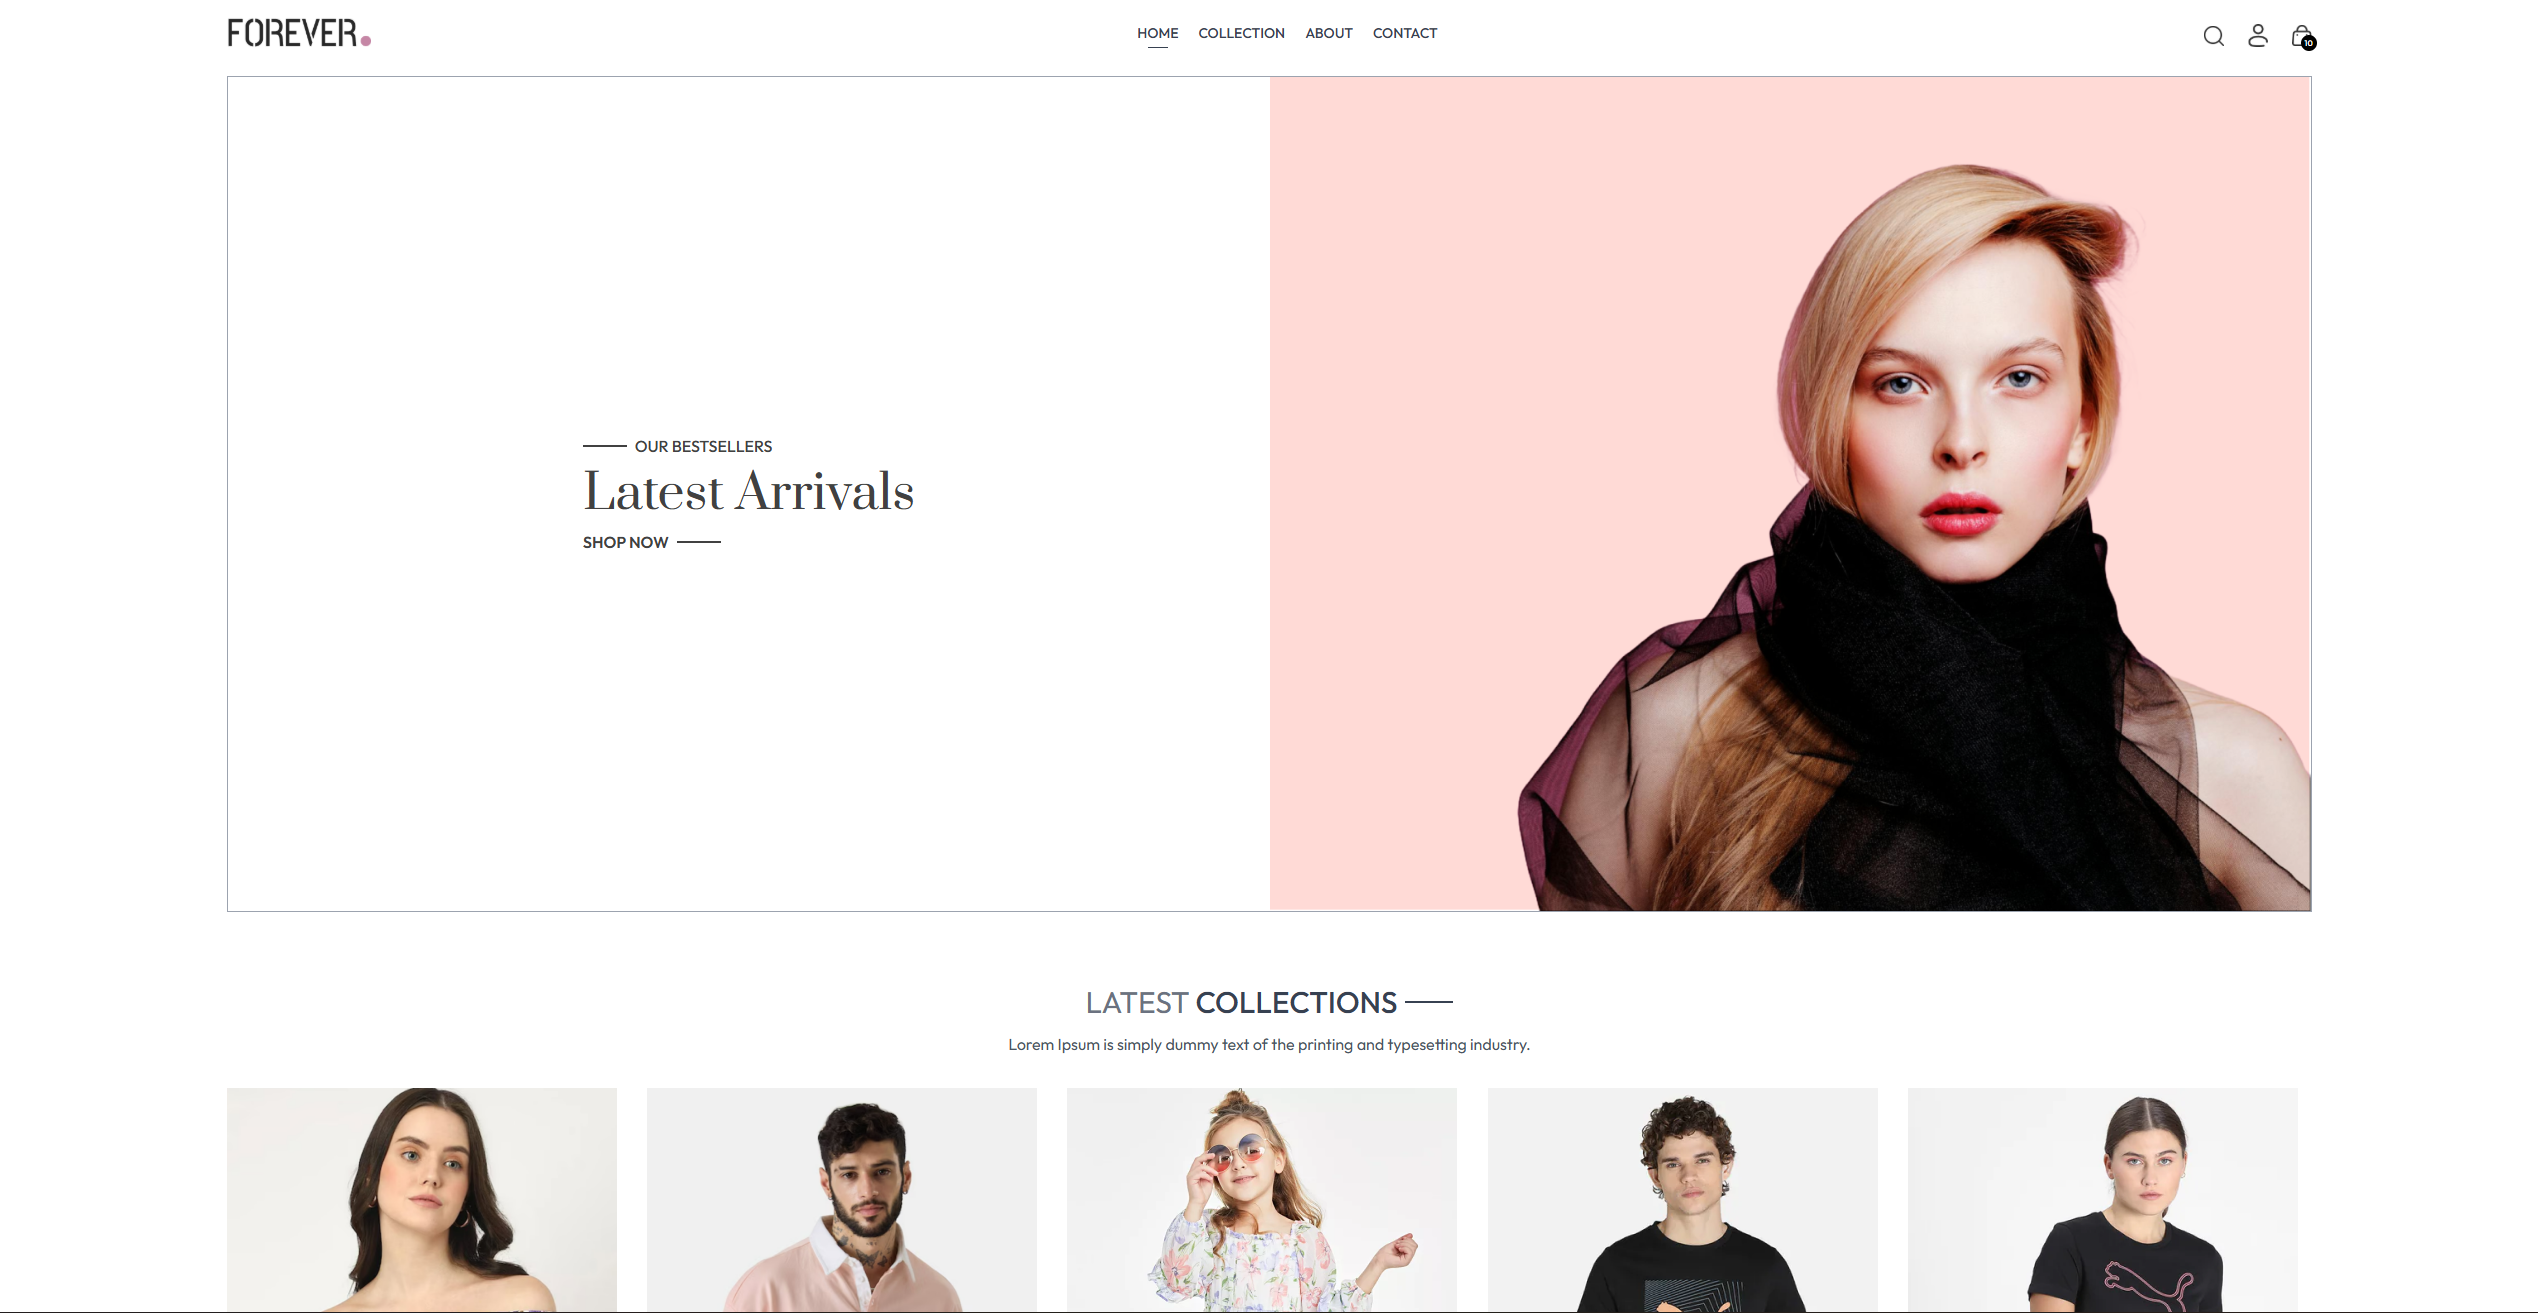 FOREVER.
HOME COLLECTION ABOUT CONTACT
10
OUR BESTSELLERS
Latest Arrivals
SHOP NOW
LATEST COLLECTIONS
Lorem Ipsum is simply dummy text of the printing and typesetting industry.